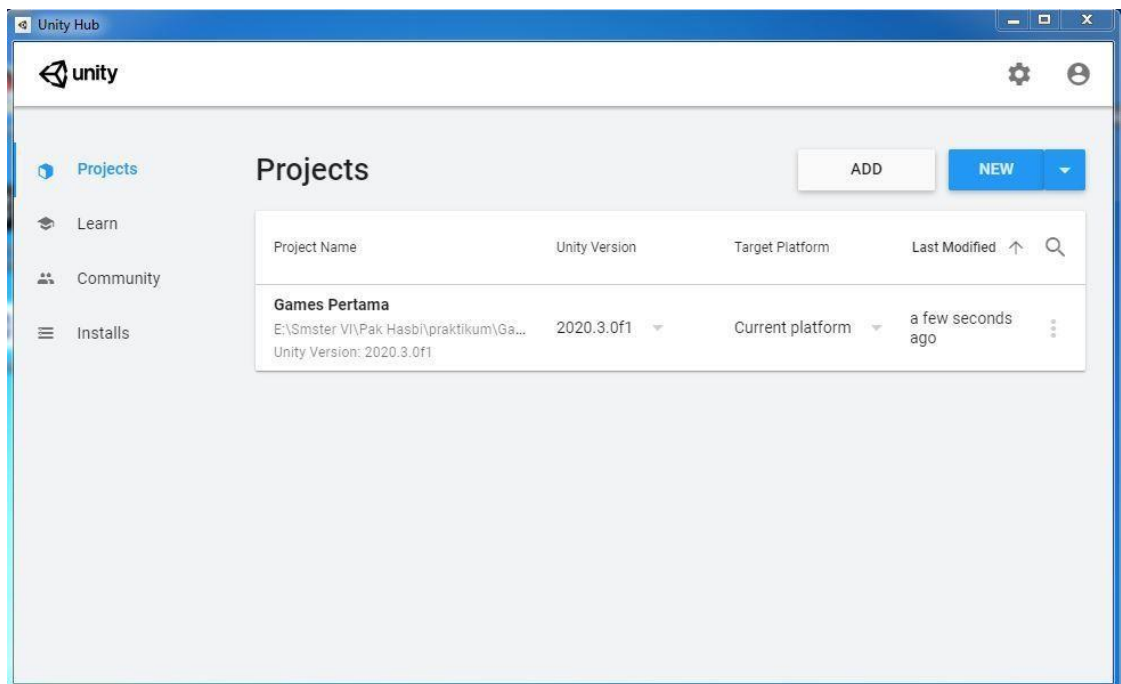 Unity Hub
unity
Projects
Learn
Community
Installs
Projects
ADD
NEW
Project Name
Unity Version
Target Platform
Last Modified
Games Pertama
E:\Smster VI\Pak Hasbi\praktikum\Ga...
Unity Version: 2020.3.0f1
2020.3.0f1
Current platform
a few seconds
ago